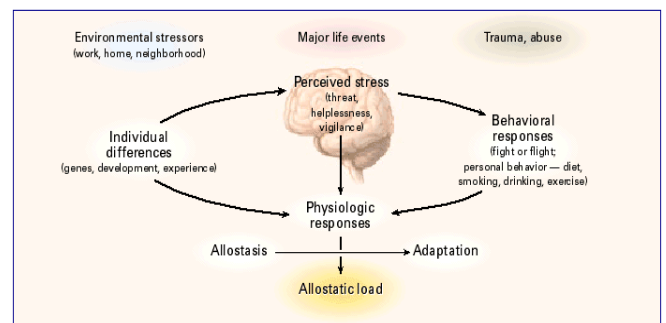 Environmental stressors
(work, home, neighborhood)
Major life events
Trauma, abuse
Perceived stress
(threat,
helplessness,
vigilance)
Individual
differences
(genes, development, experience)
Behavioral
responses
(fight or flight;
personal behavior — diet,
smoking, drinking, exercise)
Physiologic
responses
Allostasis
Adaptation
Allostatic load